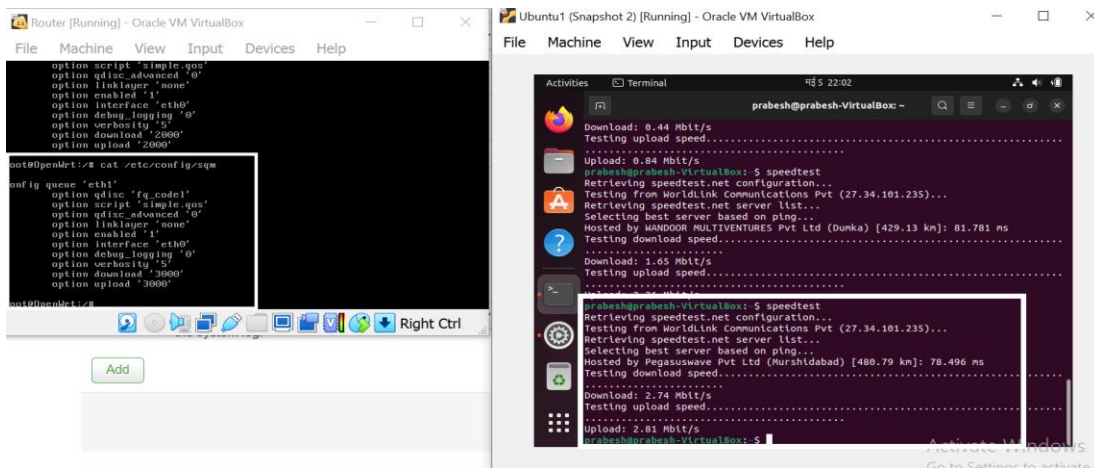 Router [Running] - Oracle VM VirtualBox
File Machine View Input Devices Help
option script 'simple.qos'
option qdisc_advanced '0'
option linklayer 'none'
option enabled '1'
option interface 'eth0'
option debug_logging '0'
option verbosity '5'
option download '2000'
option upload '2000'
oot@OpenWrt:/# cat /etc/config/sqm
onfig queue 'eth1'
option qdisc 'fq_codel'
option script 'simple.qos'
option qdisc_advanced '0'
option linklayer 'none'
option enabled '1'
option interface 'eth0'
option debug_logging '0'
option verbosity '5'
option download '3000'
option upload '3000'
oot@OpenWrt:/#
Right Ctrl
the system log.
Add
Ubuntu1 (Snapshot 2) [Running] - Oracle VM VirtualBox
File Machine View Input Devices Help
Activities Terminal मई 5 22:02
prabesh@prabesh-VirtualBox: ~
Download: 0.44 Mbit/s
Testing upload speed...............................................................
......................................
Upload: 0.84 Mbit/s
prabesh@prabesh-VirtualBox:~$ speedtest
Retrieving speedtest.net configuration...
Testing from WorldLink Communications Pvt (27.34.101.235)...
Retrieving speedtest.net server list...
Selecting best server based on ping...
Hosted by WANDOOR MULTIVENTURES Pvt Ltd (Dumka) [429.13 km]: 81.781 ms
Testing download speed.............................................................
......................
Download: 1.65 Mbit/s
Testing upload speed...............................................................
......................................
prabesh@prabesh-VirtualBox:~$ speedtest
Retrieving speedtest.net configuration...
Testing from WorldLink Communications Pvt (27.34.101.235)...
Retrieving speedtest.net server list...
Selecting best server based on ping...
Hosted by Pegasuswave Pvt Ltd (Murshidabad) [480.79 km]: 78.496 ms
Testing download speed.............................................................
......................
Download: 2.74 Mbit/s
Testing upload speed...............................................................
......................................
Upload: 2.81 Mbit/s
prabesh@prabesh-VirtualBox:~$
Activate Windows
Go to Settings to activate